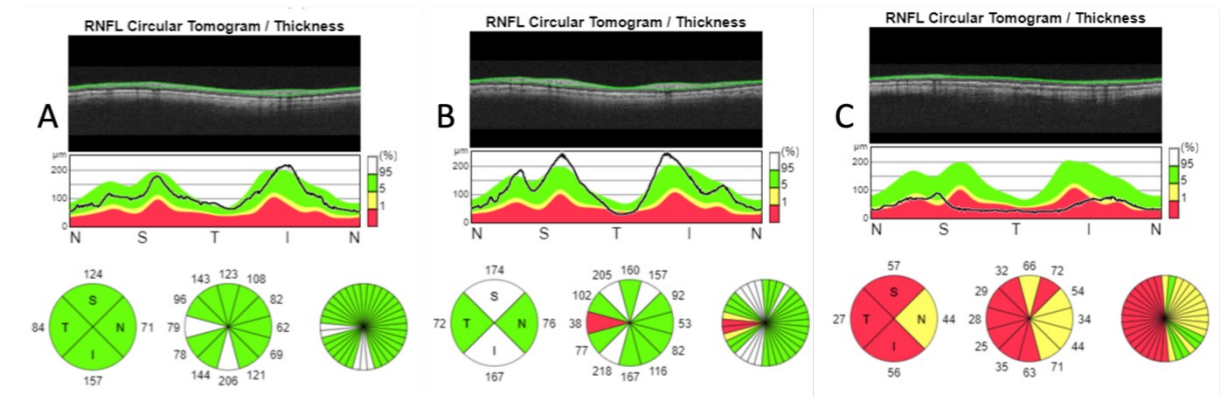 RNFL Circular Tomogram / Thickness
A
μm
200
100
0
(%)
95
5
1
N S T I N
124
S
84 T N 71
I
157
143 123 108
96 82
79 62
78 69
144 206 121
RNFL Circular Tomogram / Thickness
B
μm
200
100
0
(%)
95
5
1
N S T I N
174
S
72 T N 76
I
167
205 160 157
102 92
38 53
77 82
218 167 116
RNFL Circular Tomogram / Thickness
C
μm
200
100
0
(%)
95
5
1
N S T I N
57
S
27 T N 44
I
56
32 66 72
29 54
28 34
25 44
35 63 71